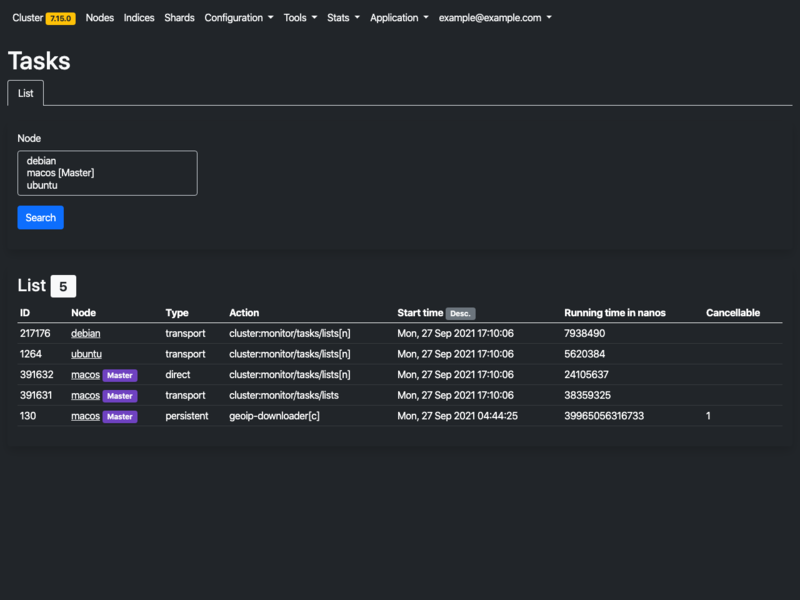 Cluster 7.15.0 Nodes Indices Shards Configuration Tools Stats Application example@example.com
Tasks
List
Node
debian
macos [Master]
ubuntu
Search
List 5
ID Node Type Action Start time Desc. Running time in nanos Cancellable
217176 debian transport cluster:monitor/tasks/lists[n] Mon, 27 Sep 2021 17:10:06 7938490
1264 ubuntu transport cluster:monitor/tasks/lists[n] Mon, 27 Sep 2021 17:10:06 5620384
391632 macos Master direct cluster:monitor/tasks/lists[n] Mon, 27 Sep 2021 17:10:06 24105637
391631 macos Master transport cluster:monitor/tasks/lists Mon, 27 Sep 2021 17:10:06 38359325
130 macos Master persistent geoip-downloader[c] Mon, 27 Sep 2021 04:44:25 39965056316733 1